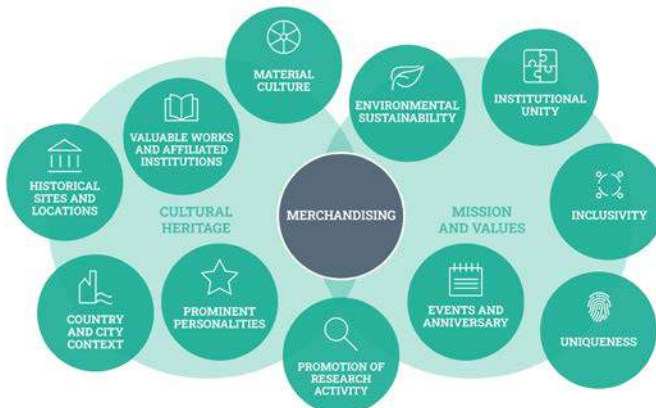 MATERIAL
CULTURE
ENVIRONMENTAL
SUSTAINABILITY
INSTITUTIONAL
UNITY
VALUABLE WORKS
AND AFFILIATED
INSTITUTIONS
HISTORICAL
SITES AND
LOCATIONS
CULTURAL
HERITAGE
MERCHANDISING
MISSION
AND VALUES
INCLUSIVITY
COUNTRY
AND CITY
CONTEXT
PROMINENT
PERSONALITIES
PROMOTION OF
RESEARCH
ACTIVITY
EVENTS AND
ANNIVERSARY
UNIQUENESS